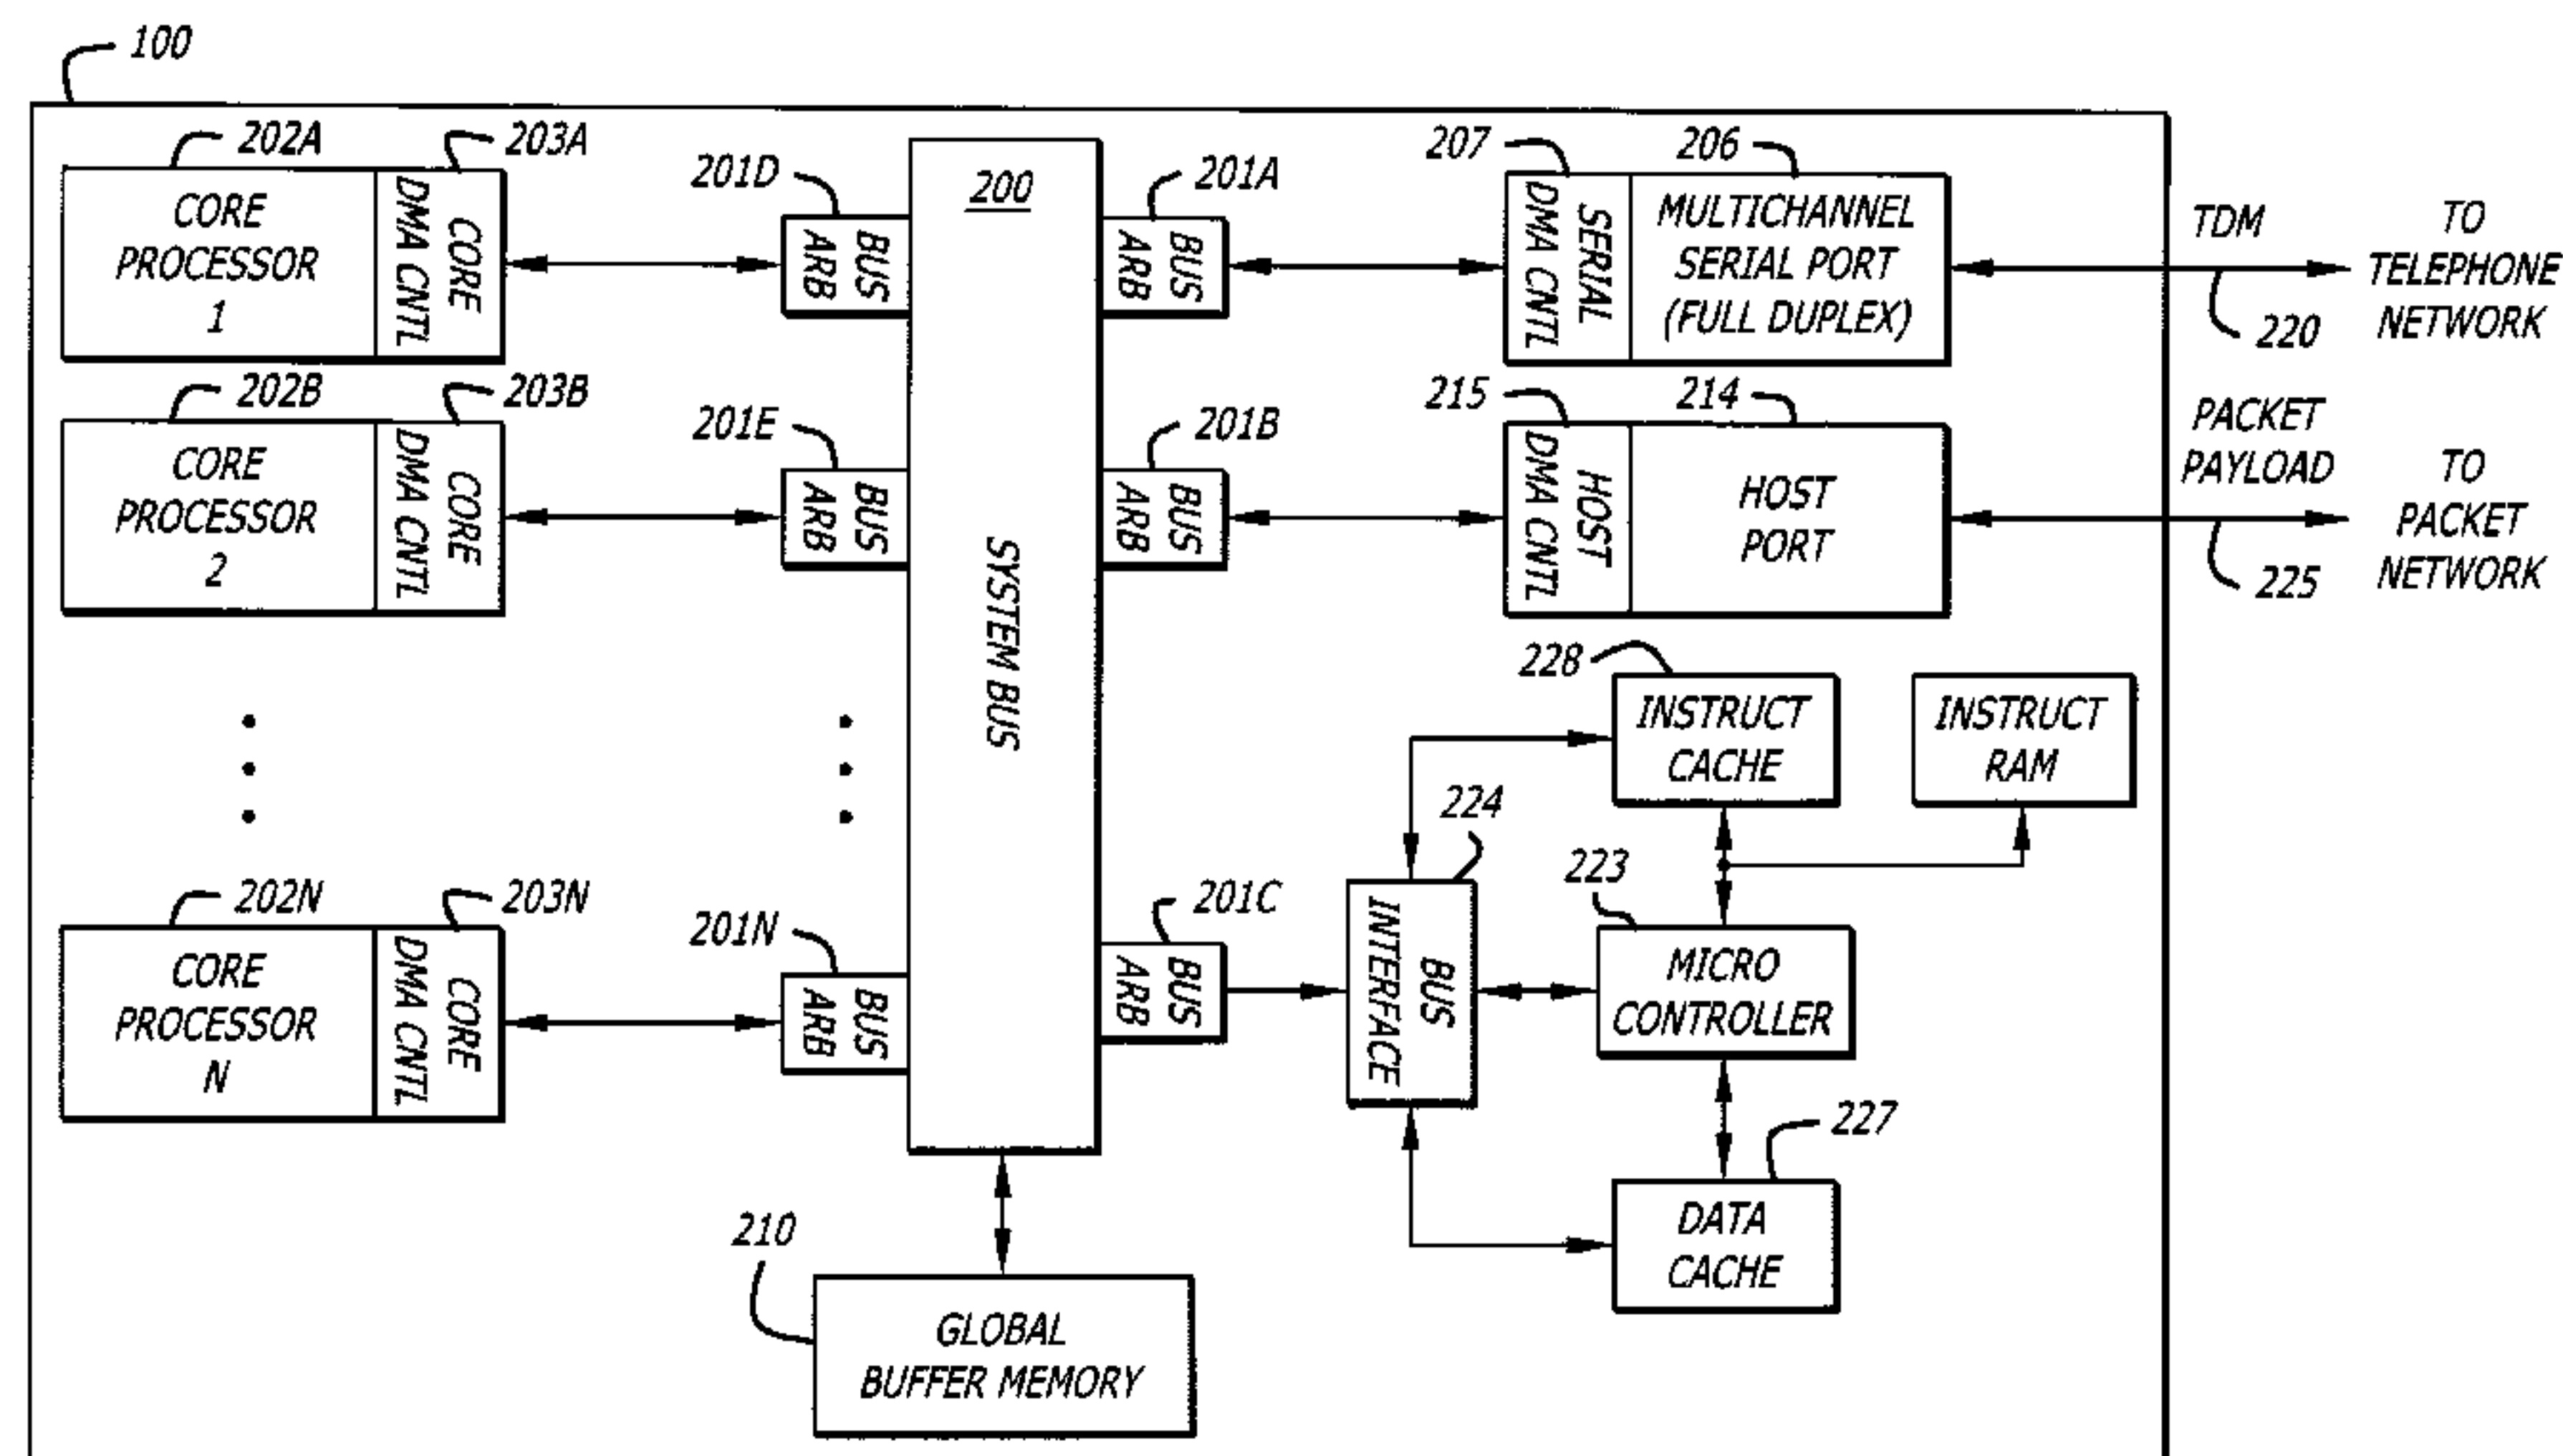 100
202A
203A
CORE
PROCESSOR
1
CORE
DMA CNTL
201D
BUS
ARB
200
SYSTEM BUS
201A
BUS
ARB
207
206
SERIAL
DMA CNTL
MULTICHANNEL
SERIAL PORT
(FULL DUPLEX)
TDM
220
TO
TELEPHONE
NETWORK
202B
203B
CORE
PROCESSOR
2
CORE
DMA CNTL
201E
BUS
ARB
201B
BUS
ARB
215
214
HOST
DMA CNTL
HOST
PORT
PACKET
PAYLOAD
225
TO
PACKET
NETWORK
228
INSTRUCT
CACHE
INSTRUCT
RAM
202N
203N
CORE
PROCESSOR
N
CORE
DMA CNTL
201N
BUS
ARB
201C
BUS
ARB
224
BUS
INTERFACE
223
MICRO
CONTROLLER
227
DATA
CACHE
210
GLOBAL
BUFFER MEMORY